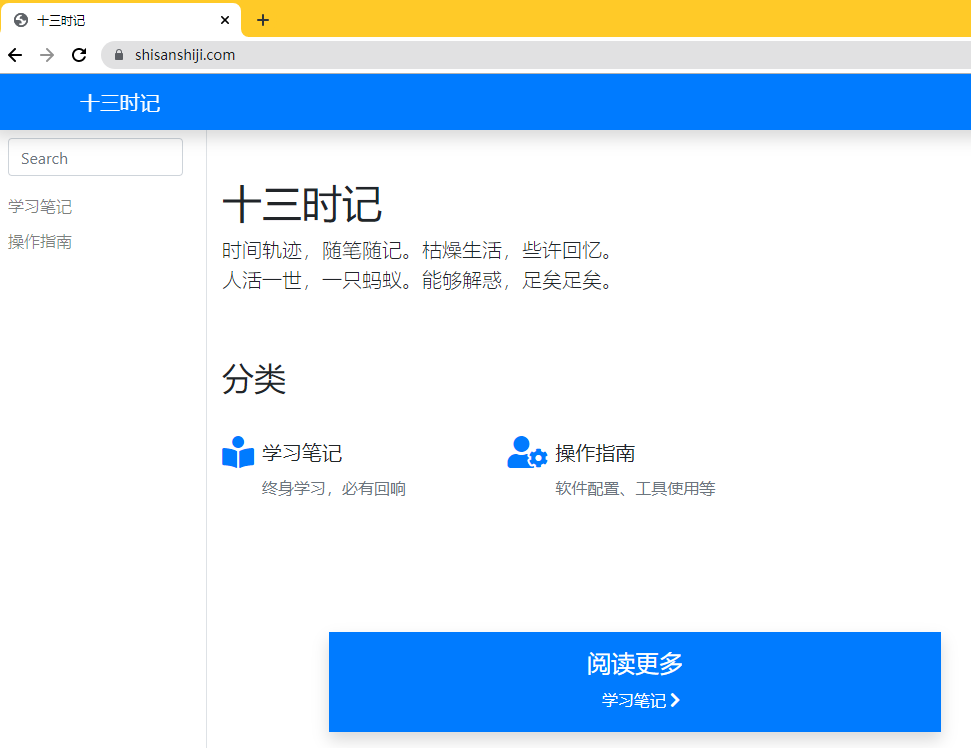 十三时记
shisanshiji.com
十三时记
Search
学习笔记
操作指南
十三时记
时间轨迹，随笔随记。枯燥生活，些许回忆。
人活一世，一只蚂蚁。能够解惑，足矣足矣。
分类
学习笔记
终身学习，必有回响
操作指南
软件配置、工具使用等
阅读更多
学习笔记